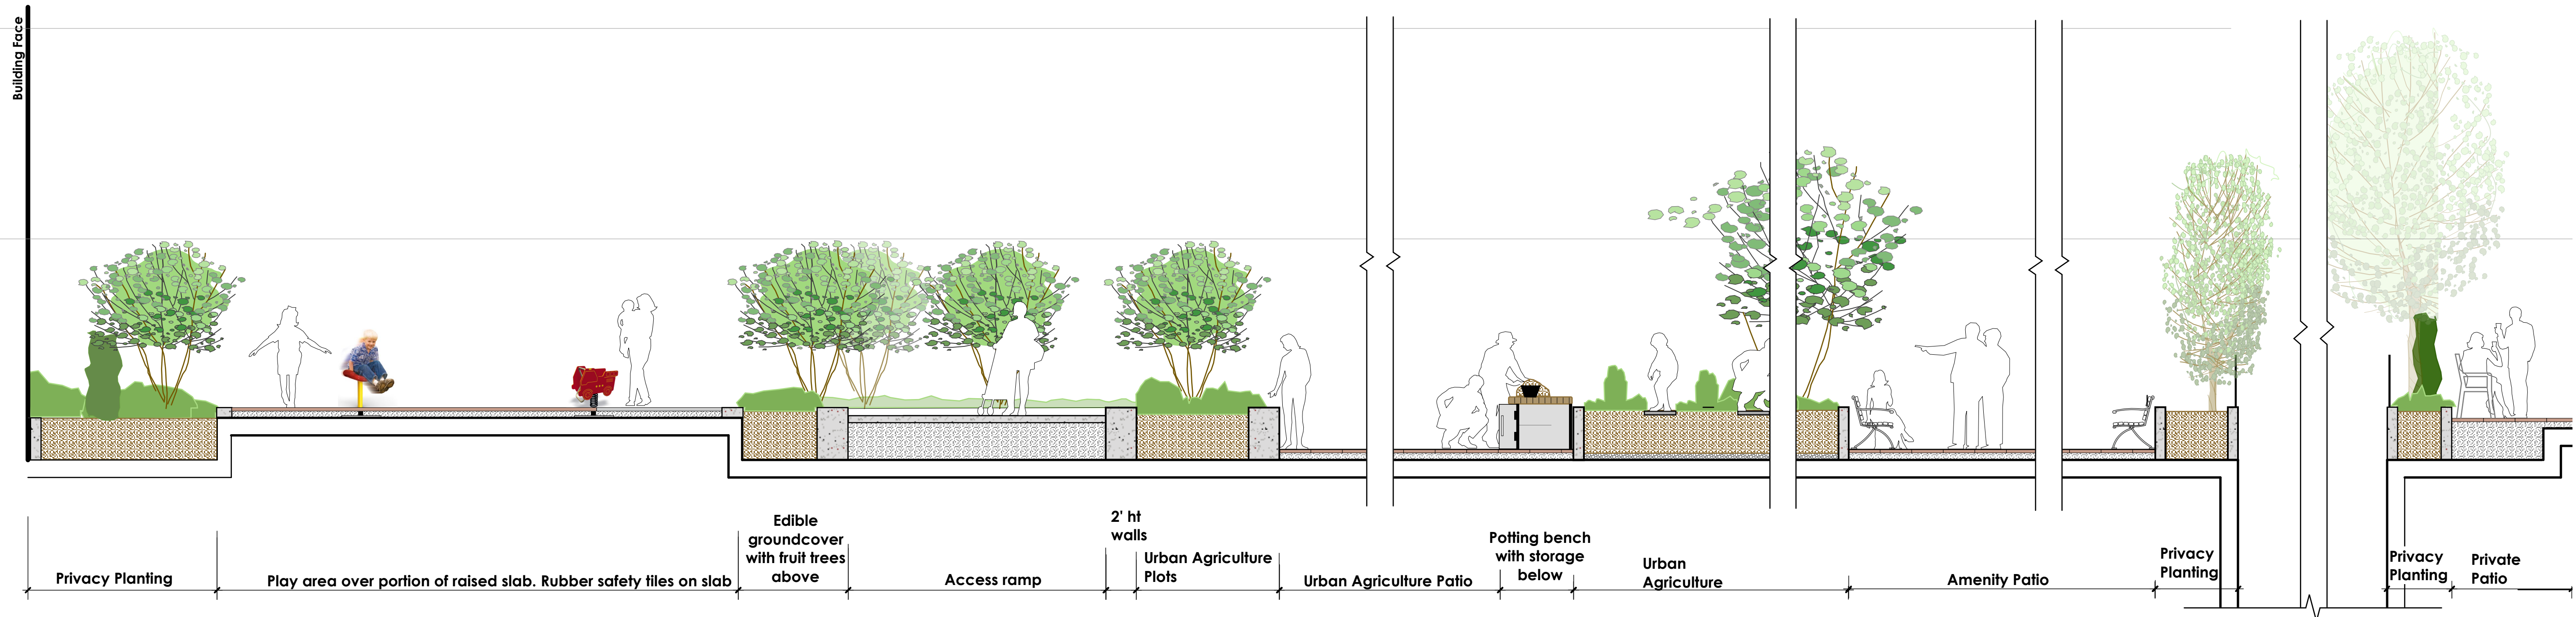 Building Face
Privacy Planting
Play area over portion of raised slab. Rubber safety tiles on slab
Edible
groundcover
with fruit trees
above
Access ramp
2' ht
walls
Urban Agriculture
Plots
Urban Agriculture Patio
Potting bench
with storage
below
Urban
Agriculture
Amenity Patio
Privacy
Planting
Privacy
Planting
Private
Patio